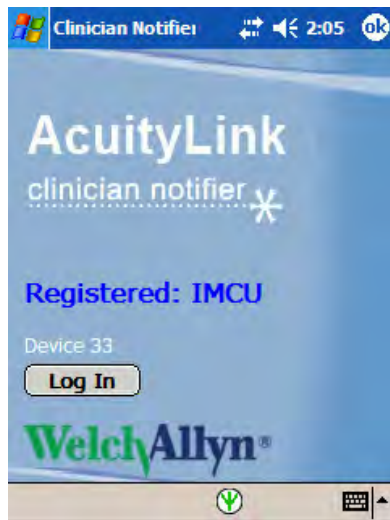 Clinician Notifier 2:05 ok
AcuityLink
clinician notifier
Registered: IMCU
Device 33
Log In
WelchAllyn®